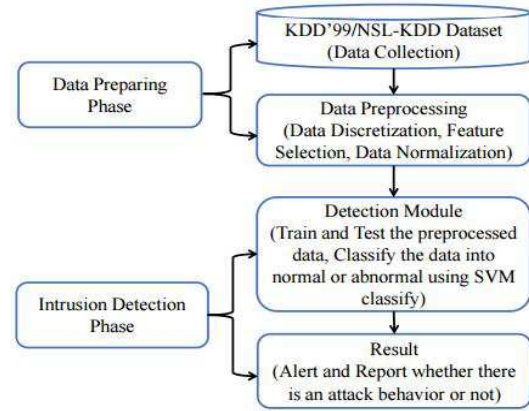 KDD'99/NSL-KDD Dataset
(Data Collection)
Data Preparing
Phase
Data Preprocessing
(Data Discretization, Feature
Selection, Data Normalization)
Detection Module
(Train and Test the preprocessed
data, Classify the data into
normal or abnormal using SVM
classify)
Intrusion Detection
Phase
Result
(Alert and Report whether there
is an attack behavior or not)